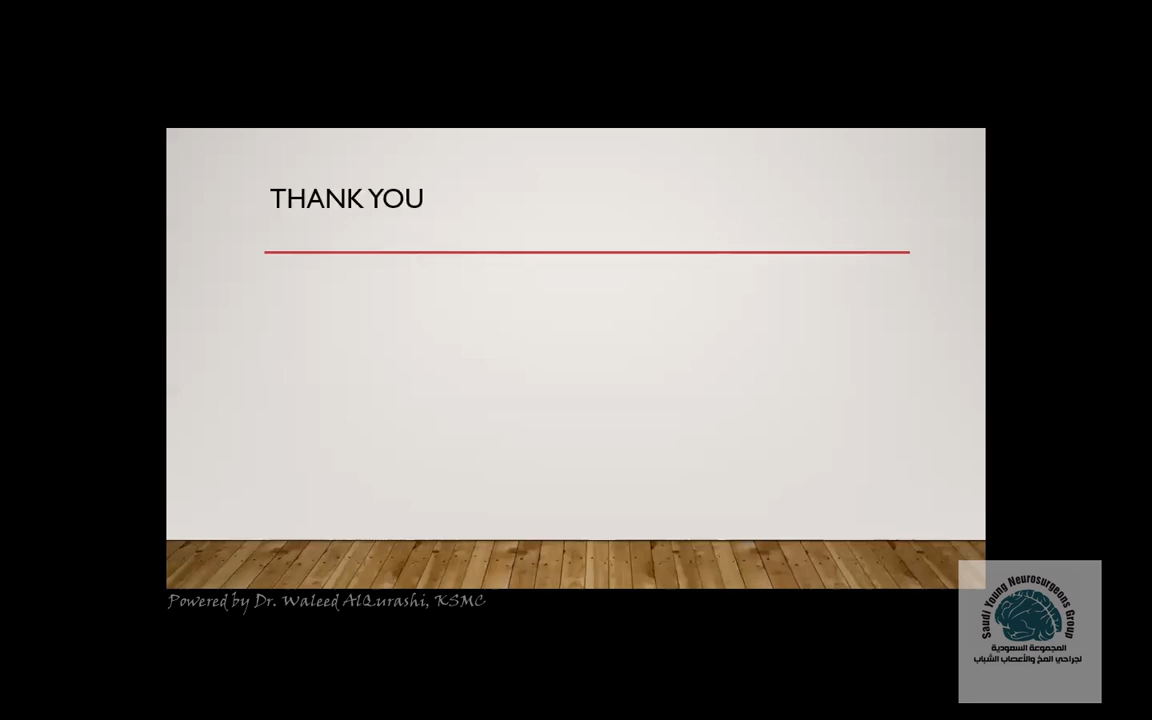 THANK YOU
Powered by Dr. Waleed AlQurashi, KSMC
Saudi Young Neurosurgeons Group
المجموعة السعودية
لجراحي المخ والأعصاب الشباب